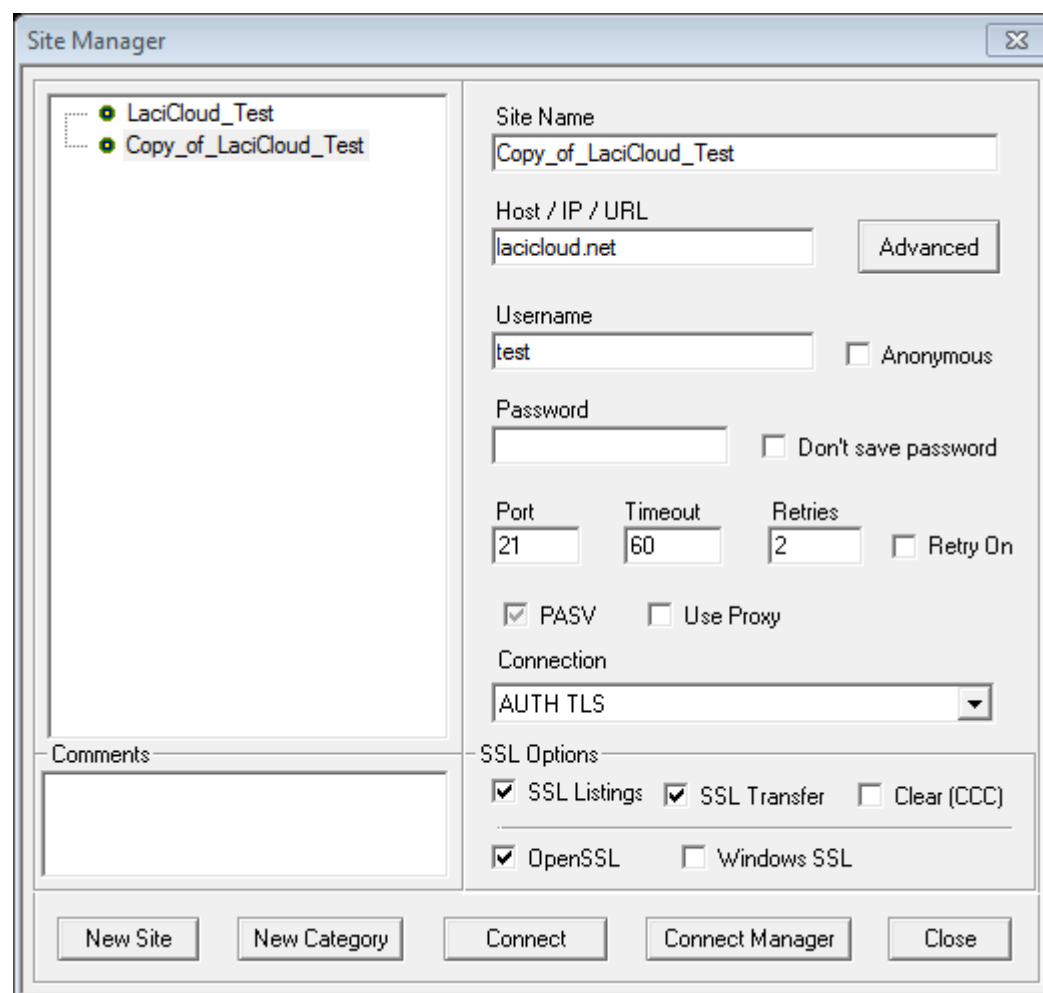 Site Manager
LaciCloud_Test
Copy_of_LaciCloud_Test
Site Name
Copy_of_LaciCloud_Test
Host / IP / URL
lacicloud.net
Advanced
Username
test
Anonymous
Password
Don't save password
Port Timeout Retries
21 60 2 Retry On
PASV Use Proxy
Connection
AUTH TLS
Comments
SSL Options
SSL Listings SSL Transfer Clear (CCC)
OpenSSL Windows SSL
New Site New Category Connect Connect Manager Close